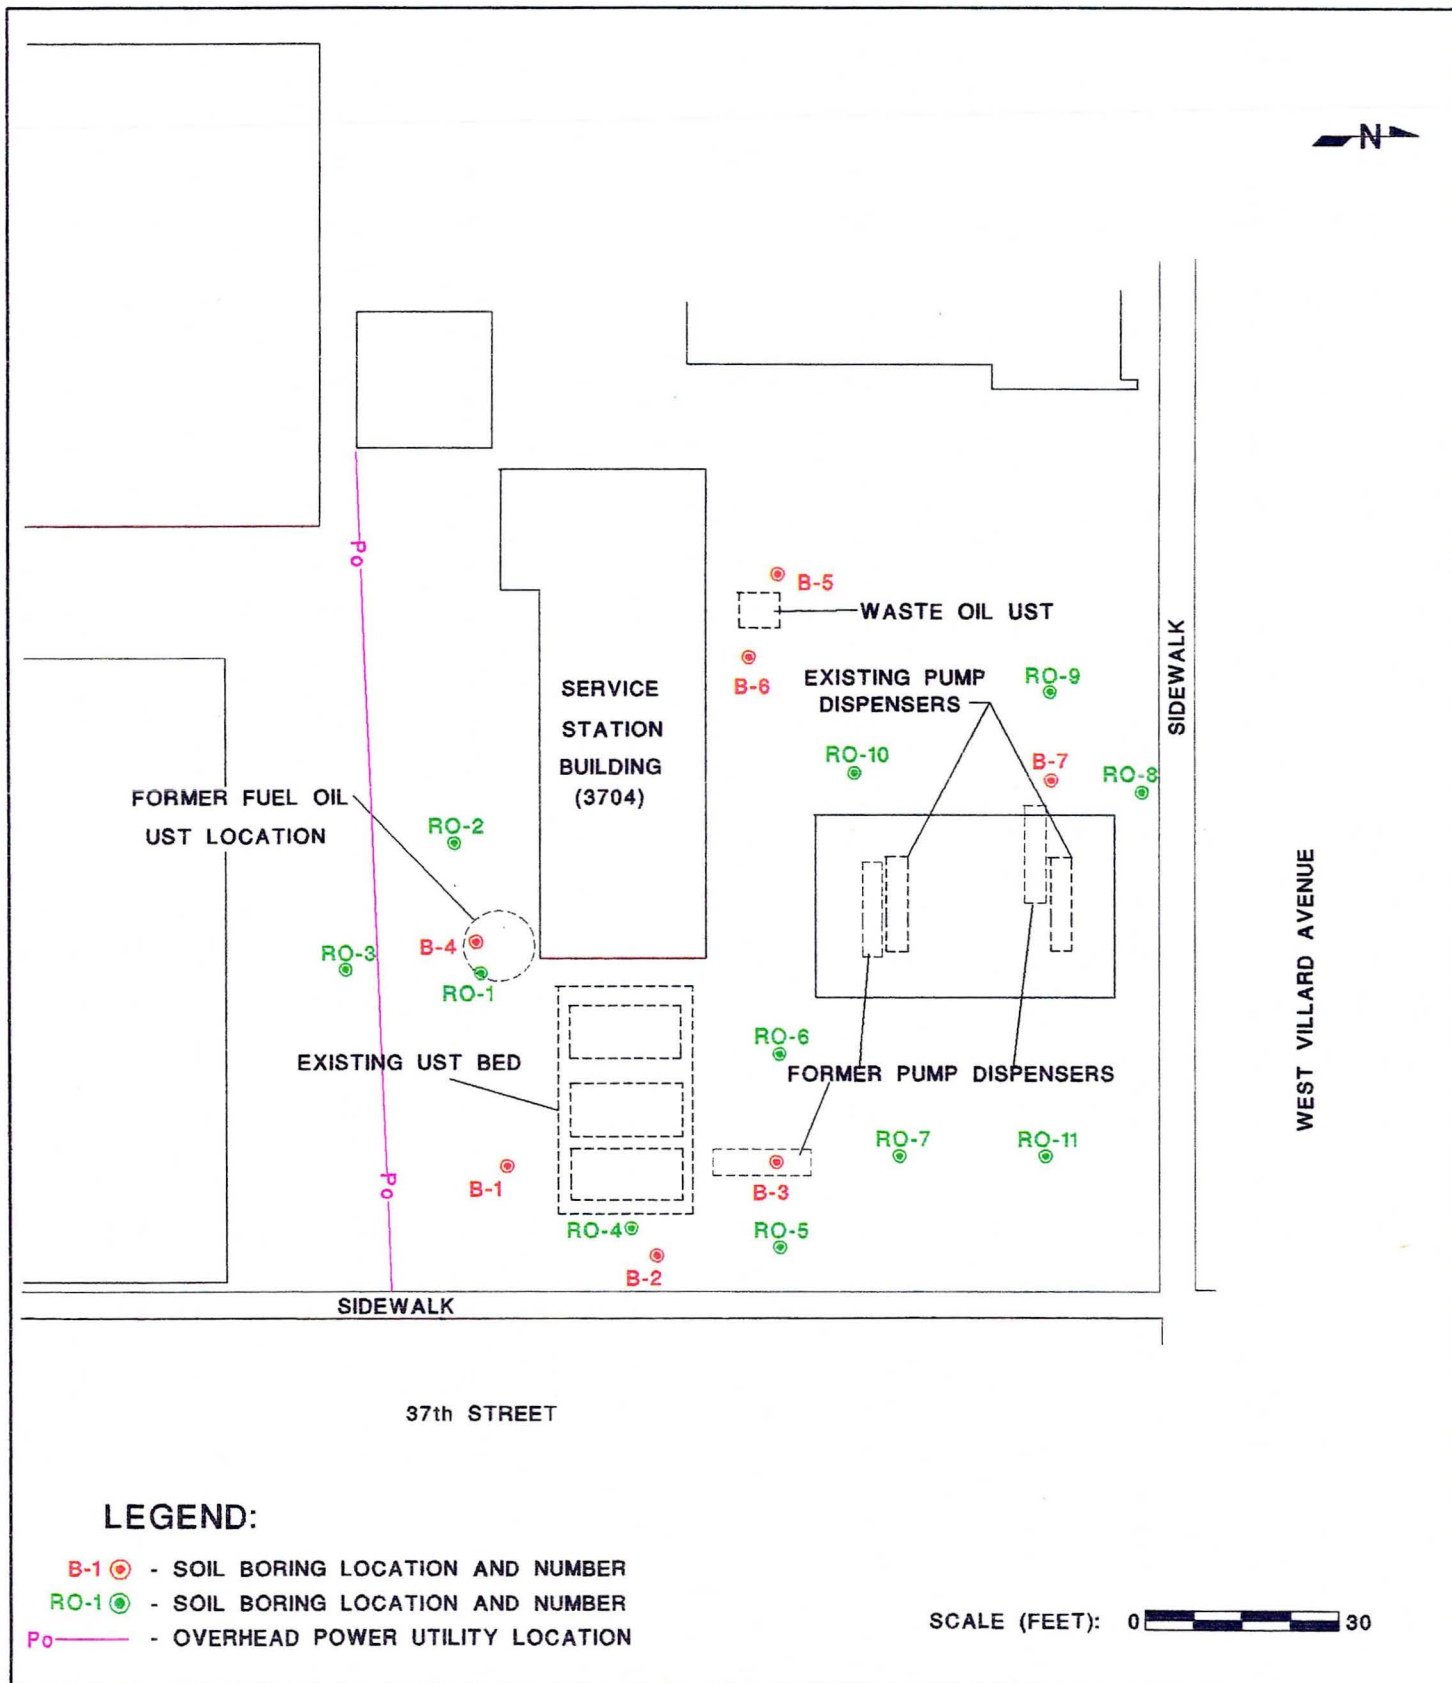 N
Po
B-5
WASTE OIL UST
B-6
SERVICE
STATION
BUILDING
(3704)
EXISTING PUMP
DISPENSERS
RO-9
SIDEWALK
RO-10
B-7
RO-8
FORMER FUEL OIL
UST LOCATION
RO-2
WEST VILLARD AVENUE
B-4
RO-3
RO-1
RO-6
EXISTING UST BED
FORMER PUMP DISPENSERS
RO-7
RO-11
Po
B-1
B-3
RO-4
RO-5
B-2
SIDEWALK
37th STREET
LEGEND:
B-1 - SOIL BORING LOCATION AND NUMBER
RO-1 - SOIL BORING LOCATION AND NUMBER
Po - OVERHEAD POWER UTILITY LOCATION
SCALE (FEET): 0 30